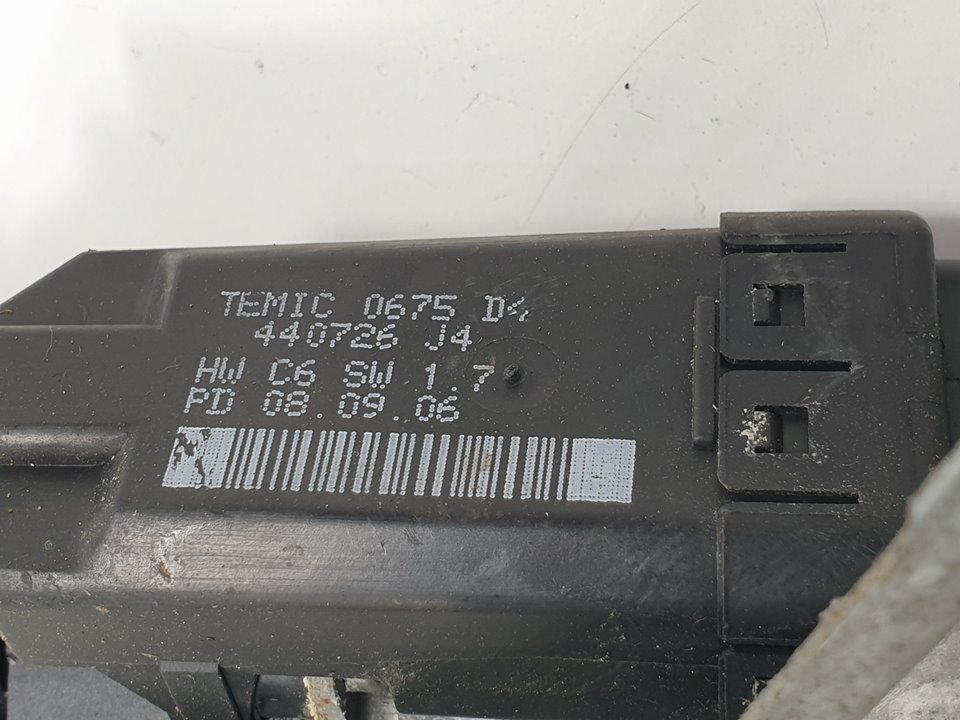 TEMIC 0675 D4
440726 J4
HW C6 SW 1.7
PD 08.09.06